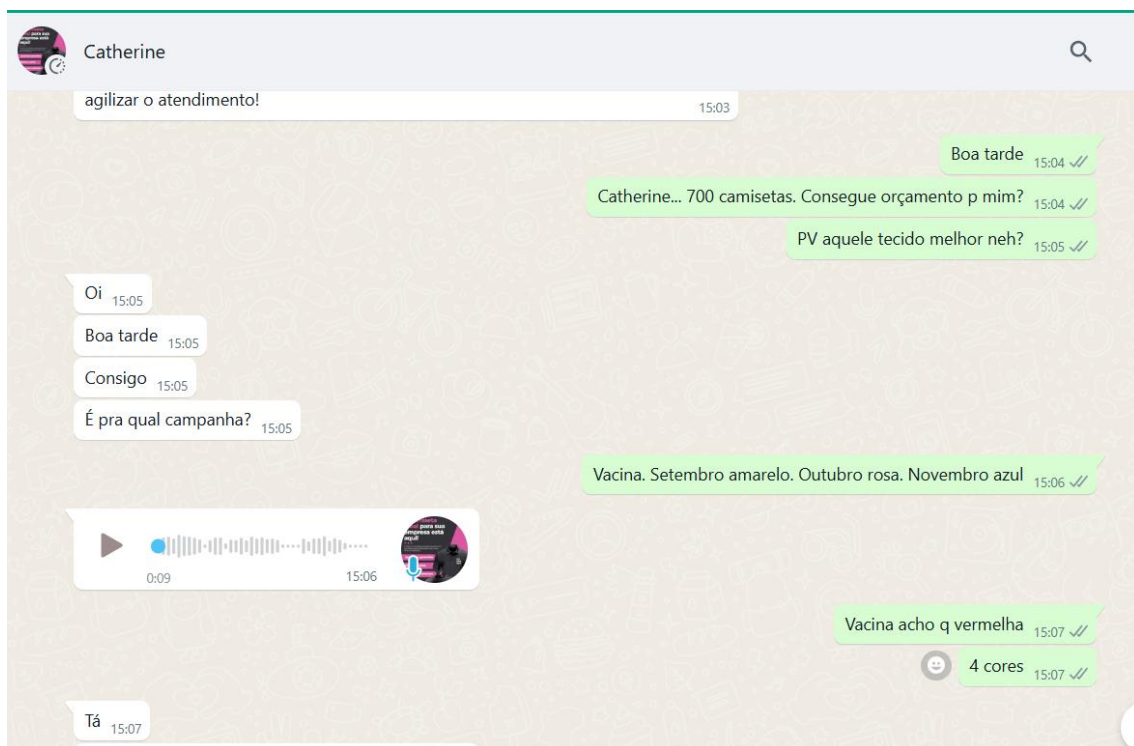 Catherine
agilizar o atendimento!
15:03
Boa tarde 15:04
Catherine... 700 camisetas. Consegue orçamento p mim? 15:04
PV aquele tecido melhor neh? 15:05
Oi 15:05
Boa tarde 15:05
Consigo 15:05
É pra qual campanha? 15:05
Vacina. Setembro amarelo. Outubro rosa. Novembro azul 15:06
0:09 15:06
Vacina acho q vermelha 15:07
4 cores 15:07
Tá 15:07